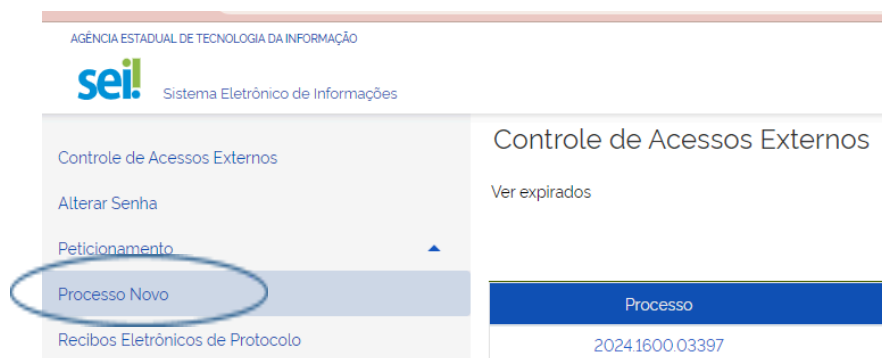 AGÊNCIA ESTADUAL DE TECNOLOGIA DA INFORMAÇÃO
sei!
Sistema Eletrônico de Informações
Controle de Acessos Externos
Alterar Senha
Peticionamento
Processo Novo
Recibos Eletrônicos de Protocolo
Controle de Acessos Externos
Ver expirados
Processo
2024.1600.03397